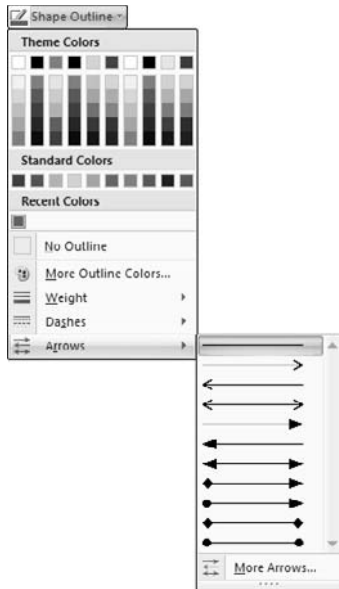 Shape Outline
Theme Colors
Standard Colors
Recent Colors
No Outline
More Outline Colors...
Weight
Dashes
Arrows
More Arrows...